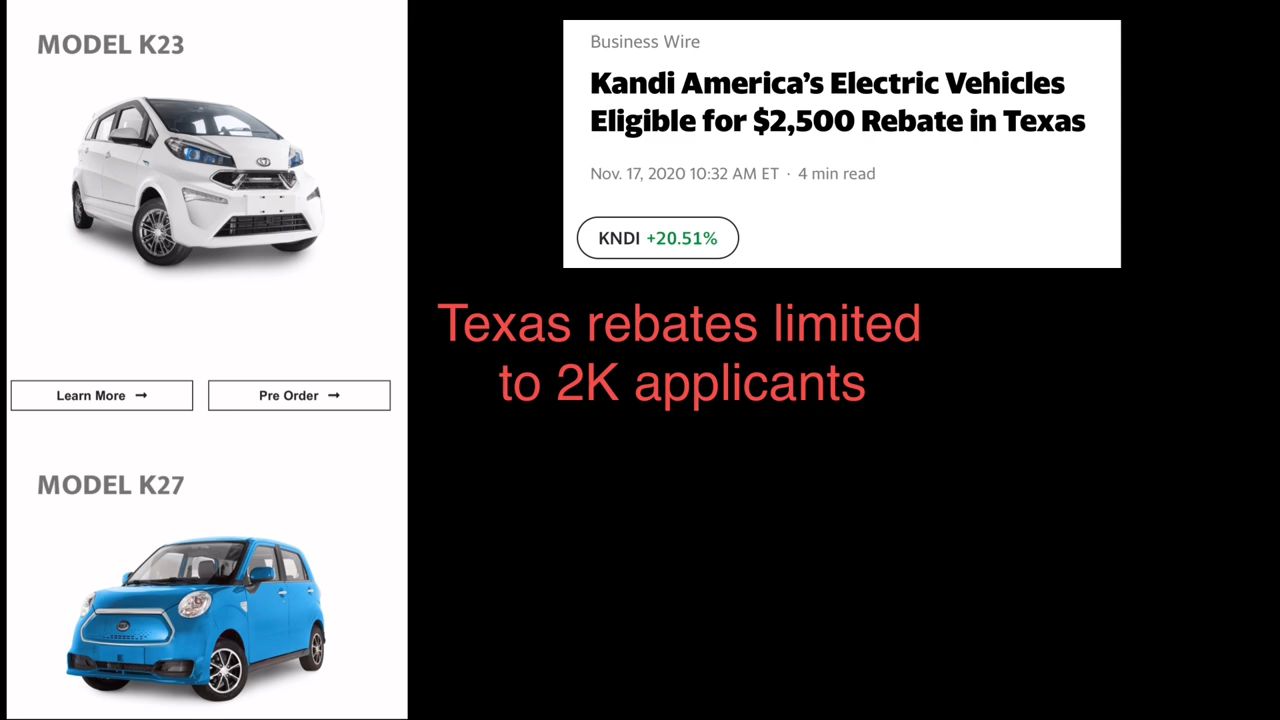 MODEL K23
Learn More →
Pre Order →
MODEL K27
Business Wire
Kandi America’s Electric Vehicles
Eligible for $2,500 Rebate in Texas
Nov. 17, 2020 10:32 AM ET · 4 min read
KNDI +20.51%
Texas rebates limited
to 2K applicants